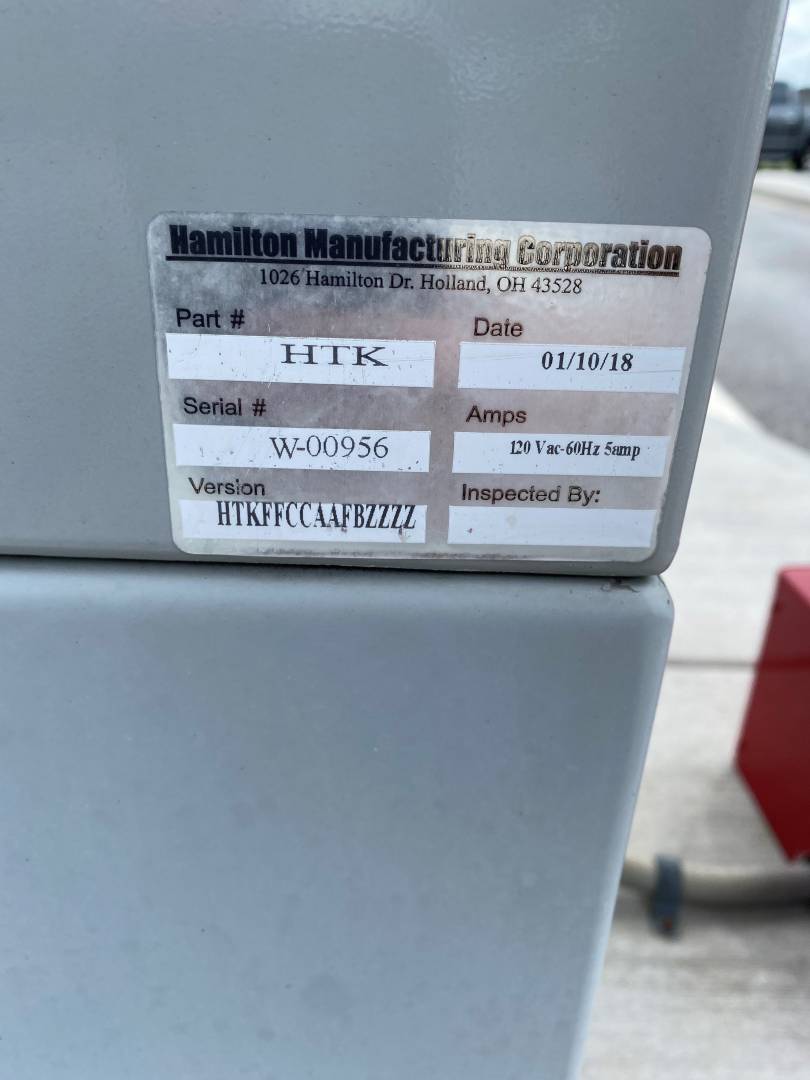 Hamilton Manufacturing Corporation
1026 Hamilton Dr. Holland, OH 43528
Part #
HTK
Date
01/10/18
Serial #
W-00956
Amps
120 Vac-60Hz 5amp
Version
HTKFFCCAAFBZZZZ
Inspected By: